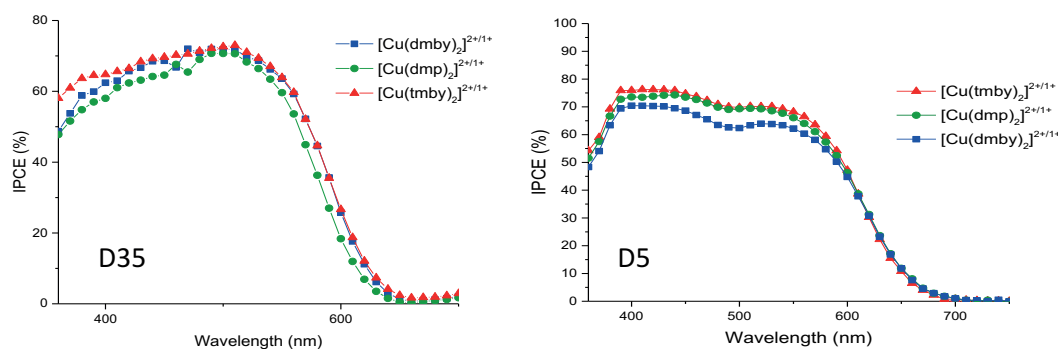 80
60
40
20
0
IPCE (%)
[Cu(dmby)₂]²⁺/¹⁺
[Cu(dmp)₂]²⁺/¹⁺
[Cu(tmby)₂]²⁺/¹⁺
D35
400
600
Wavelength (nm)
100
90
80
70
60
50
40
30
20
10
0
IPCE (%)
[Cu(tmby)₂]²⁺/¹⁺
[Cu(dmp)₂]²⁺/¹⁺
[Cu(dmby)₂]²⁺/¹⁺
D5
400
500
600
700
Wavelength (nm)